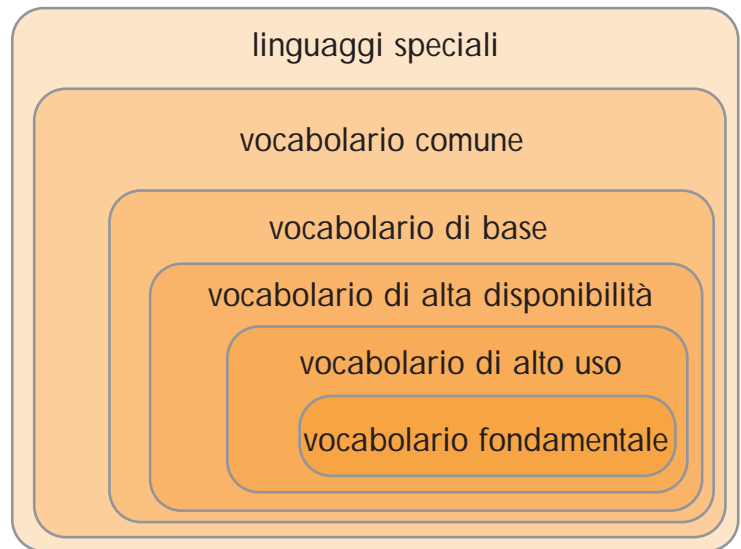 linguaggi speciali
vocabolario comune
vocabolario di base
vocabolario di alta disponibilità
vocabolario di alto uso
vocabolario fondamentale